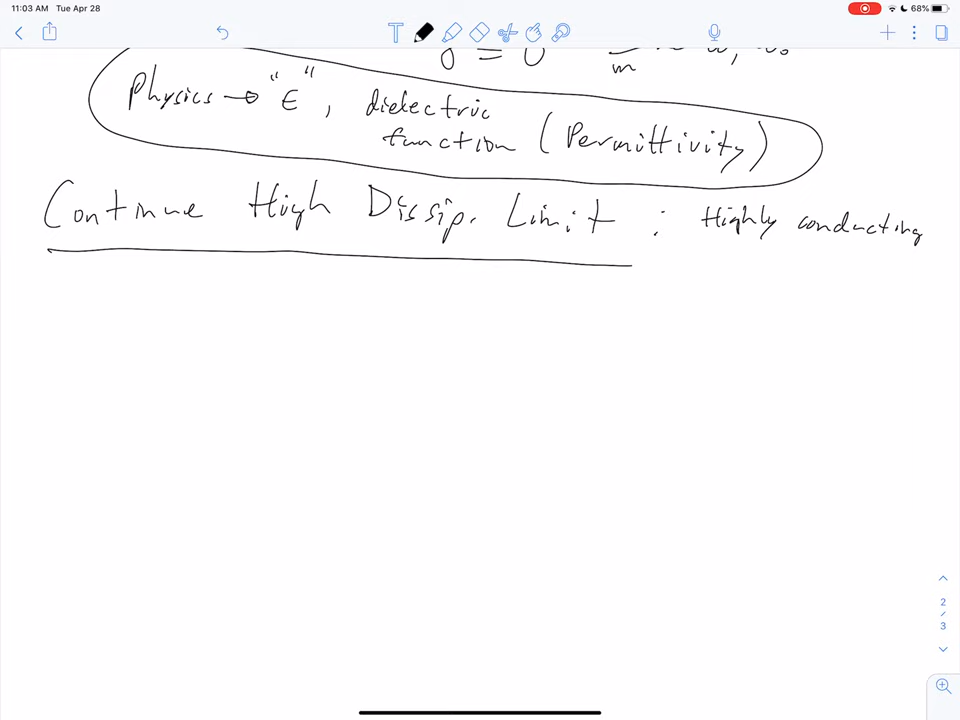 11:03 AM Tue Apr 28
68%
T
m
Physics → "ϵ", dielectric
function (Permittivity)
Continue High Dissip. Limit : Highly conducting
2
/
3